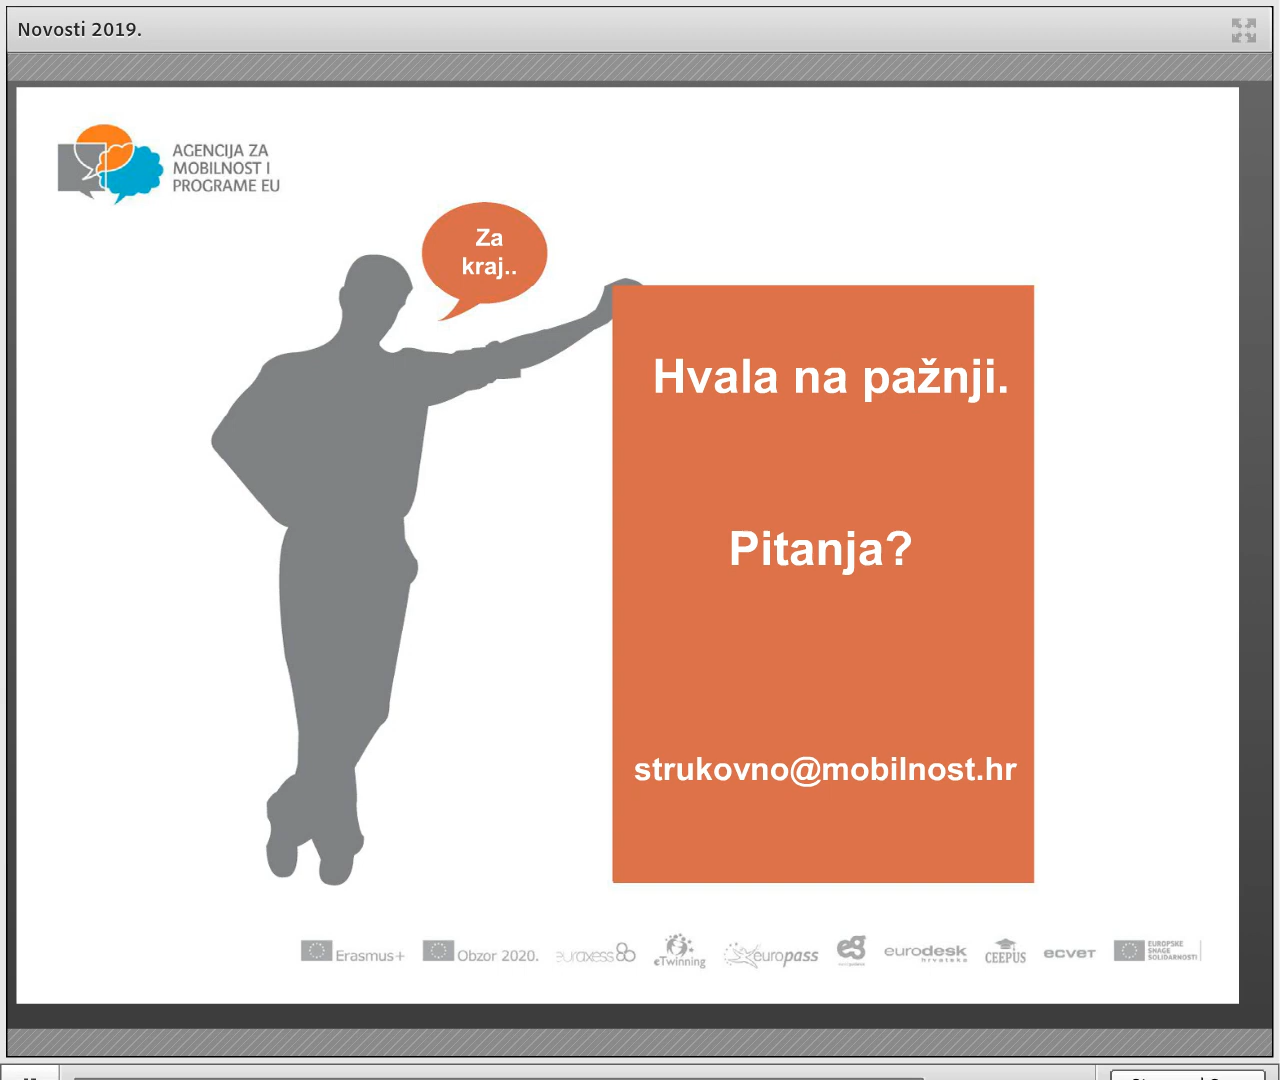 Novosti 2019.
AGENCIJA ZA
MOBILNOST I
PROGRAME EU
Za
kraj..
Hvala na pažnji.
Pitanja?
strukovno@mobilnost.hr
Erasmus+
Obzor 2020.
euraxess
eTwinning
europass
eg
eurodesk
hrvatska
CEEPUS
ecvet
EUROPSKE
SNAGE
SOLIDARNOSTI